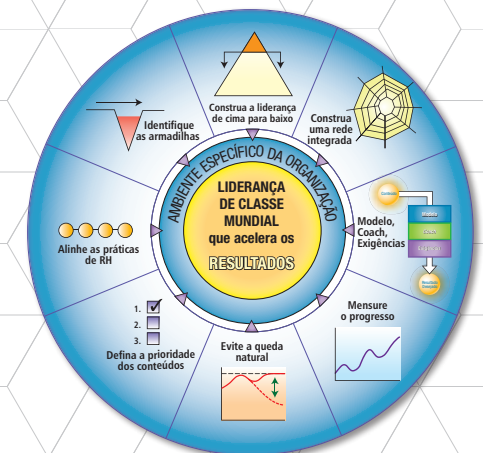 Construa a liderança
de cima para baixo
Construa
uma rede
integrada
Modelo,
Coach,
Exigências
Mensure
o progresso
Evite a queda
natural
1.
2.
3.
Defina a prioridade
dos conteúdos
Alinhe as práticas
de RH
Identifique
as armadilhas
AMBIENTE ESPECÍFICO DA ORGANIZAÇÃO
LIDERANÇA
DE CLASSE
MUNDIAL
que acelera os
RESULTADOS